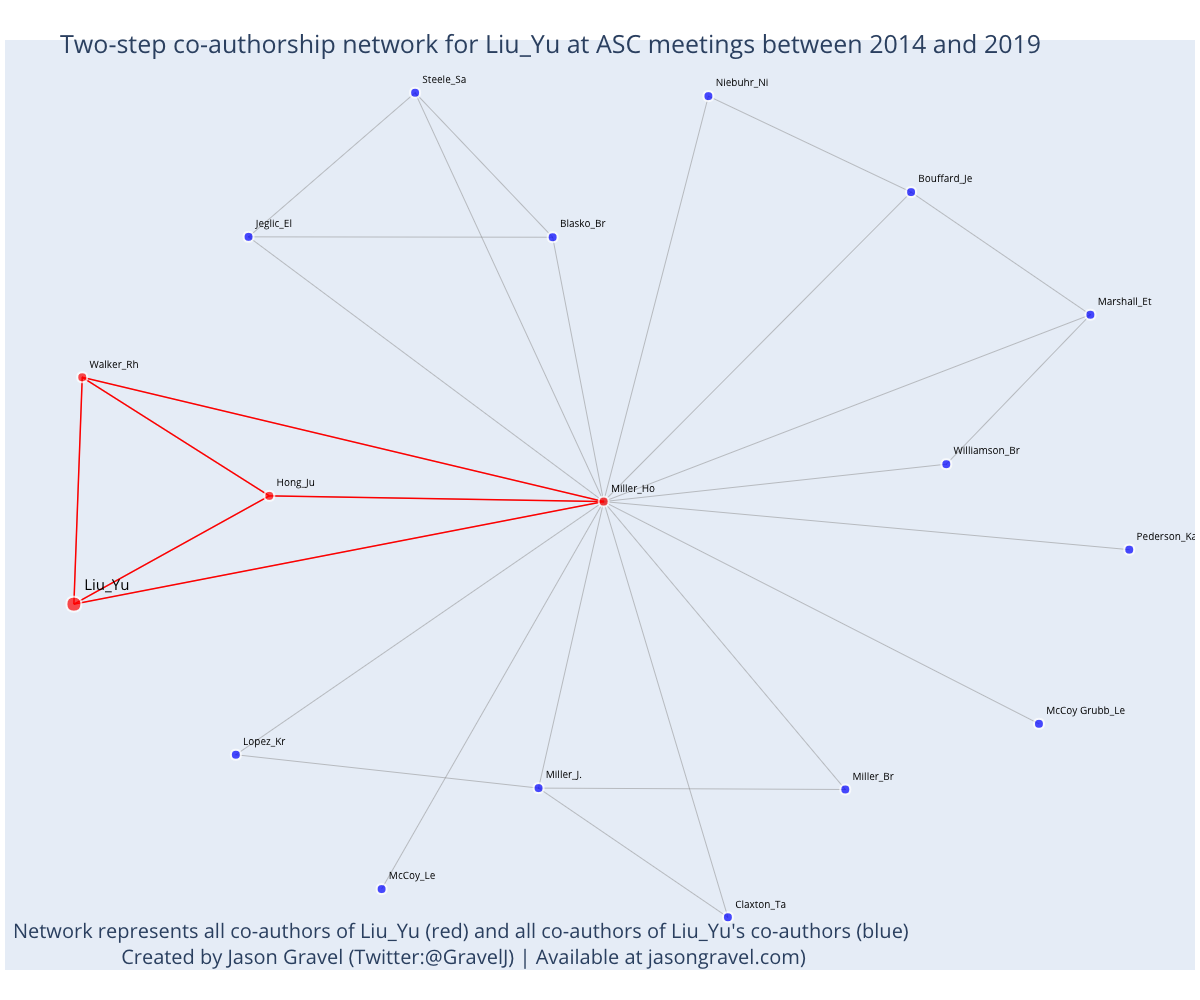 Two-step co-authorship network for Liu_Yu at ASC meetings between 2014 and 2019
Steele_Sa
Niebuhr_Ni
Bouffard_Je
Jeglic_El
Blasko_Br
Marshall_Et
Walker_Rh
Williamson_Br
Hong_Ju
Miller_Ho
Pederson_Ka
Liu_Yu
McCoy Grubb_Le
Lopez_Kr
Miller_J.
Miller_Br
McCoy_Le
Claxton_Ta
Network represents all co-authors of Liu_Yu (red) and all co-authors of Liu_Yu's co-authors (blue)
Created by Jason Gravel (Twitter:@GravelJ) | Available at jasongravel.com)